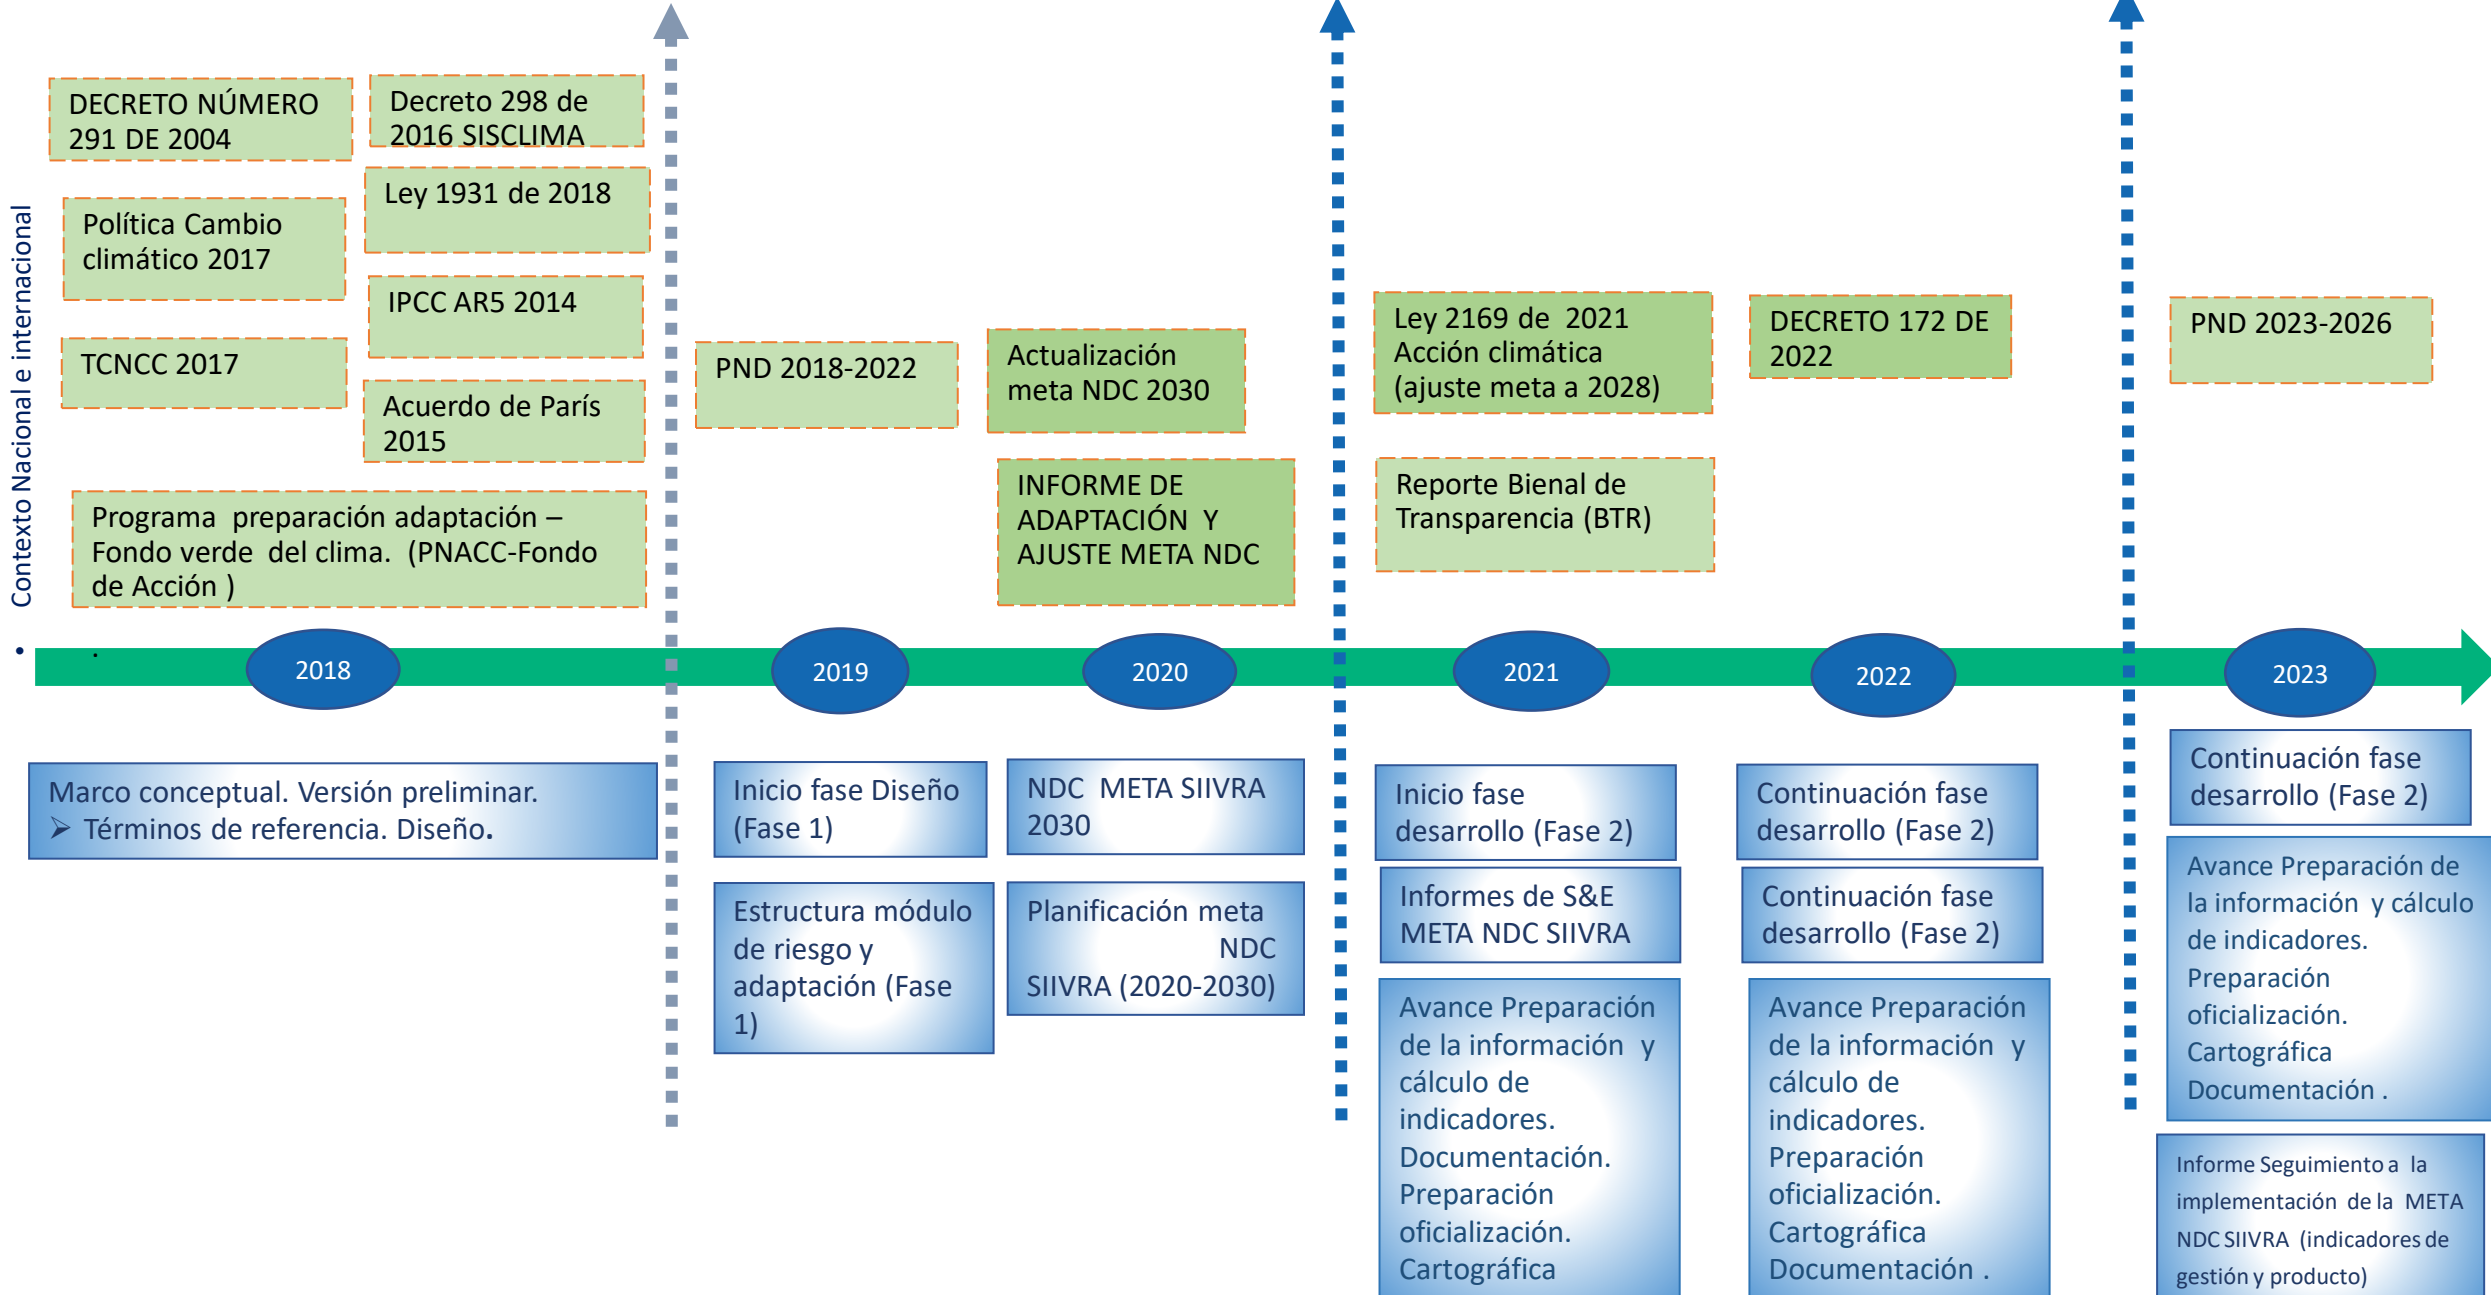 Contexto Nacional e internacional
DECRETO NÚMERO
291 DE 2004
Decreto 298 de
2016 SISCLIMA
Política Cambio
climático 2017
Ley 1931 de 2018
IPCC AR5 2014
TCNCC 2017
Acuerdo de París
2015
Programa preparación adaptación –
Fondo verde del clima. (PNACC-Fondo
de Acción )
PND 2018-2022
Actualización
meta NDC 2030
INFORME DE
ADAPTACIÓN Y
AJUSTE META NDC
Ley 2169 de 2021
Acción climática
(ajuste meta a 2028)
Reporte Bienal de
Transparencia (BTR)
DECRETO 172 DE
2022
PND 2023-2026
• .
2018
2019
2020
2021
2022
2023
Marco conceptual. Versión preliminar.
➢ Términos de referencia. Diseño.
Inicio fase Diseño
(Fase 1)
Estructura módulo
de riesgo y
adaptación (Fase
1)
NDC META SIIVRA
2030
Planificación meta
NDC
SIIVRA (2020-2030)
Inicio fase
desarrollo (Fase 2)
Informes de S&E
META NDC SIIVRA
Avance Preparación
de la información y
cálculo de
indicadores.
Documentación.
Preparación
oficialización.
Cartográfica
Continuación fase
desarrollo (Fase 2)
Continuación fase
desarrollo (Fase 2)
Avance Preparación
de la información y
cálculo de
indicadores.
Preparación
oficialización.
Cartográfica
Documentación .
Continuación fase
desarrollo (Fase 2)
Avance Preparación de
la información y cálculo
de indicadores.
Preparación
oficialización.
Cartográfica
Documentación .
Informe Seguimiento a la
implementación de la META
NDC SIIVRA (indicadores de
gestión y producto)